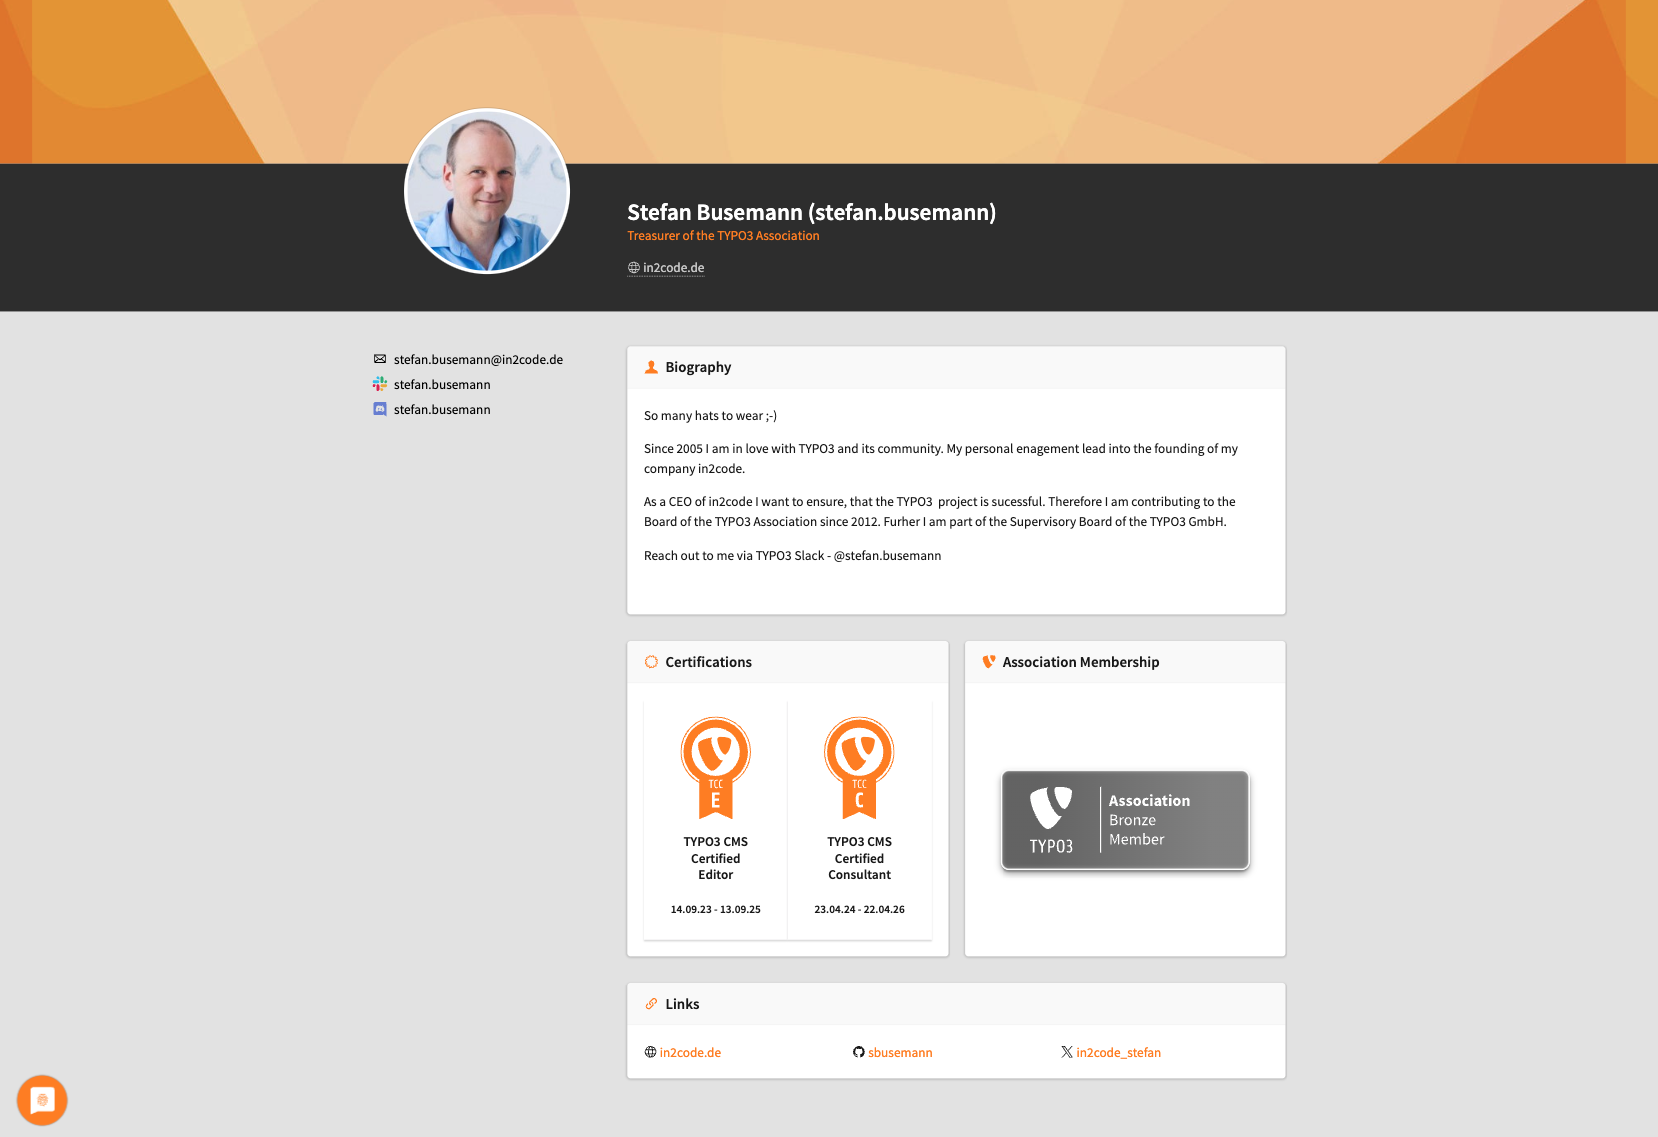 Stefan Busemann (stefan.busemann)
Treasurer of the TYPO3 Association
in2code.de
stefan.busemann@in2code.de
stefan.busemann
stefan.busemann
Biography
So many hats to wear ;-)
Since 2005 I am in love with TYPO3 and its community. My personal enagement lead into the founding of my
company in2code.
As a CEO of in2code I want to ensure, that the TYPO3  project is sucessful. Therefore I am contributing to the
Board of the TYPO3 Association since 2012. Furher I am part of the Supervisory Board of the TYPO3 GmbH.
Reach out to me via TYPO3 Slack - @stefan.busemann
Certifications
TCC
E
TYPO3 CMS
Certified
Editor
14.09.23 - 13.09.25
TCC
C
TYPO3 CMS
Certified
Consultant
23.04.24 - 22.04.26
Association Membership
TYPO3
Association
Bronze
Member
Links
in2code.de
sbusemann
in2code_stefan